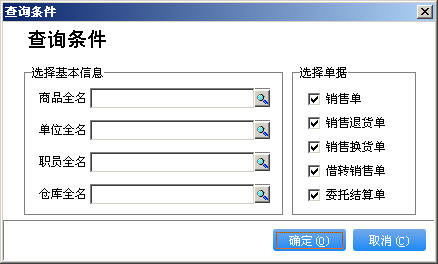 查询条件
查询条件
选择基本信息
商品全名
单位全名
职员全名
仓库全名
选择单据
销售单
销售退货单
销售换货单
借转销售单
委托结算单
确定(O)
取消(C)